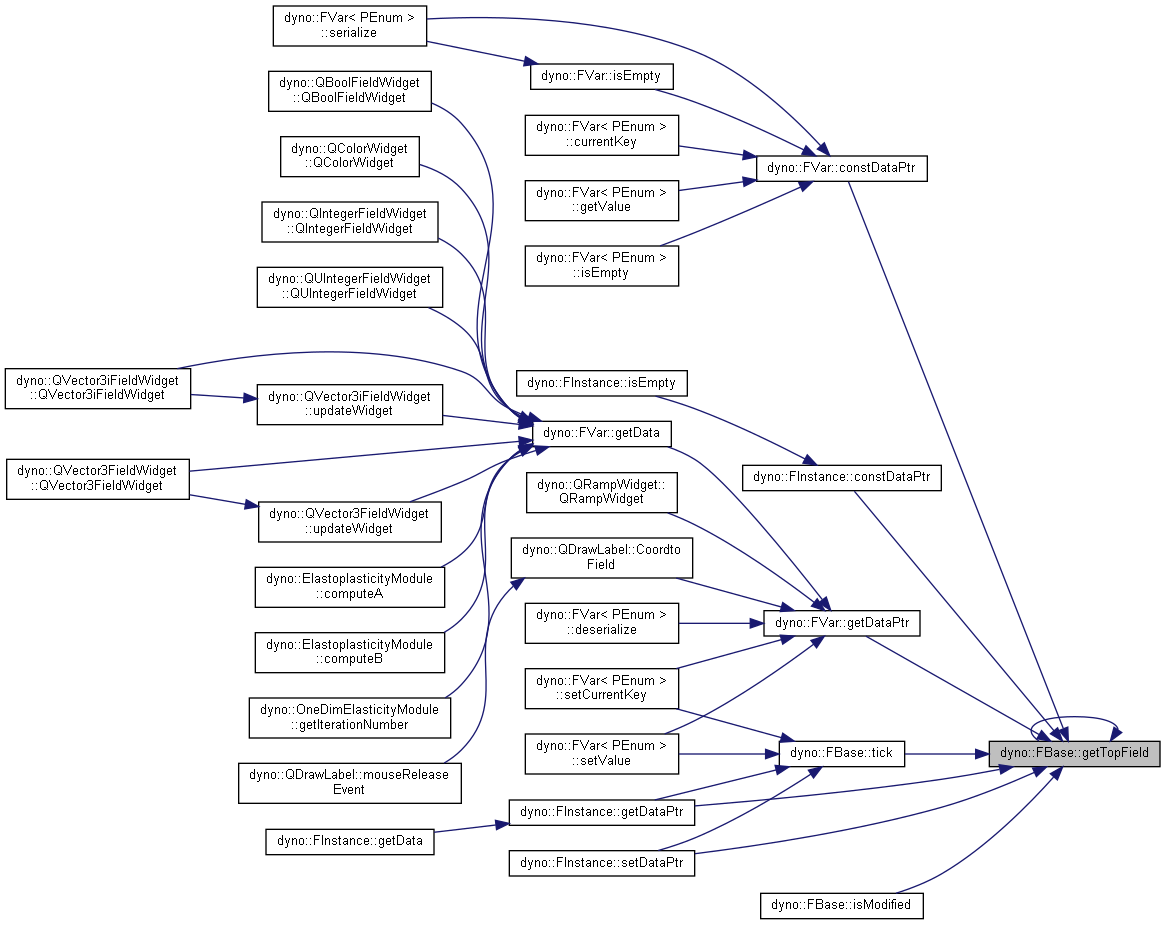 dyno::FVar< PEnum >
::serialize
dyno::QBoolFieldWidget
::QBoolFieldWidget
dyno::FVar::isEmpty
dyno::FVar< PEnum >
::currentKey
dyno::QColorWidget
::QColorWidget
dyno::FVar::constDataPtr
dyno::FVar< PEnum >
::getValue
dyno::QIntegerFieldWidget
::QIntegerFieldWidget
dyno::FVar< PEnum >
::isEmpty
dyno::QUIntegerFieldWidget
::QUIntegerFieldWidget
dyno::QVector3iFieldWidget
::QVector3iFieldWidget
dyno::FInstance::isEmpty
dyno::QVector3iFieldWidget
::updateWidget
dyno::FVar::getData
dyno::QVector3FieldWidget
::QVector3FieldWidget
dyno::FInstance::constDataPtr
dyno::QRampWidget::
QRampWidget
dyno::QVector3FieldWidget
::updateWidget
dyno::QDrawLabel::Coordto
Field
dyno::ElastoplasticityModule
::computeA
dyno::FVar< PEnum >
::deserialize
dyno::FVar::getDataPtr
dyno::ElastoplasticityModule
::computeB
dyno::FVar< PEnum >
::setCurrentKey
dyno::OneDimElasticityModule
::getIterationNumber
dyno::FVar< PEnum >
::setValue
dyno::FBase::tick
dyno::FBase::getTopField
dyno::QDrawLabel::mouseRelease
Event
dyno::FInstance::getDataPtr
dyno::FInstance::getData
dyno::FInstance::setDataPtr
dyno::FBase::isModified